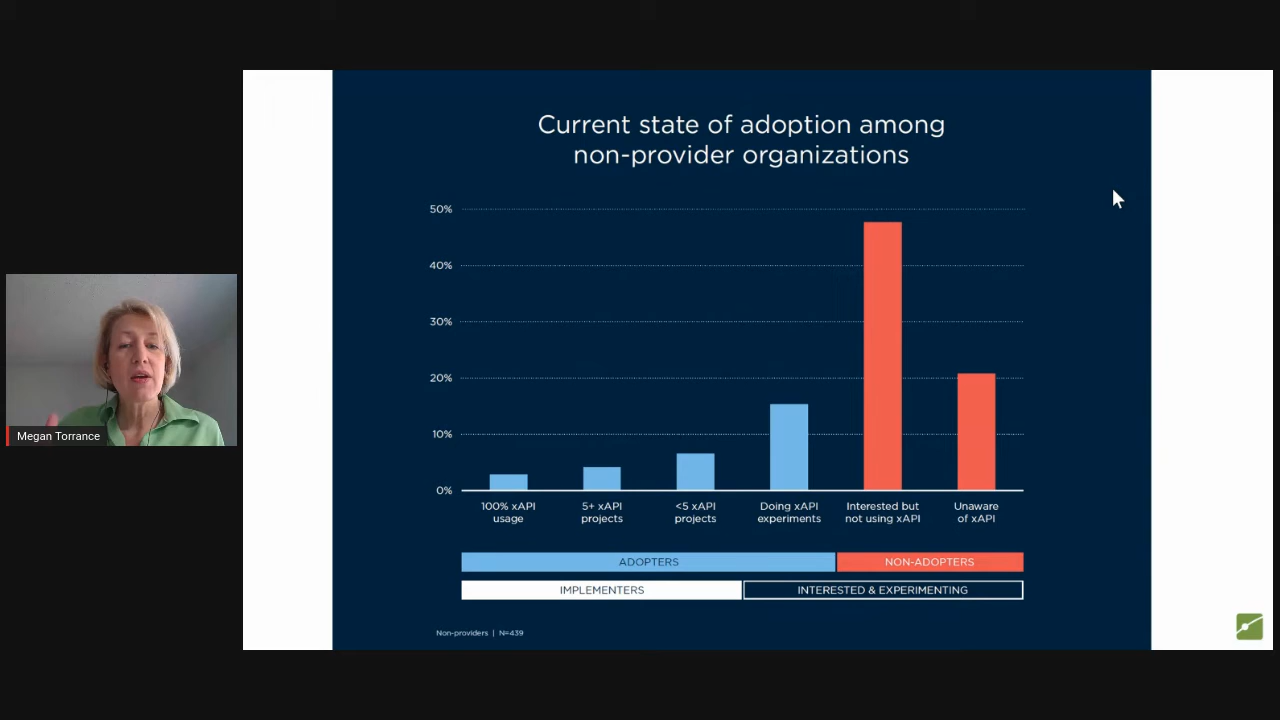 Current state of adoption among
non-provider organizations
50%
40%
30%
20%
10%
0%
100% xAPI
usage
5+ xAPI
projects
<5 xAPI
projects
Doing xAPI
experiments
Interested but
not using xAPI
Unaware
of xAPI
ADOPTERS
NON-ADOPTERS
IMPLEMENTERS
INTERESTED & EXPERIMENTING
Non-providers | N=439
Megan Torrance